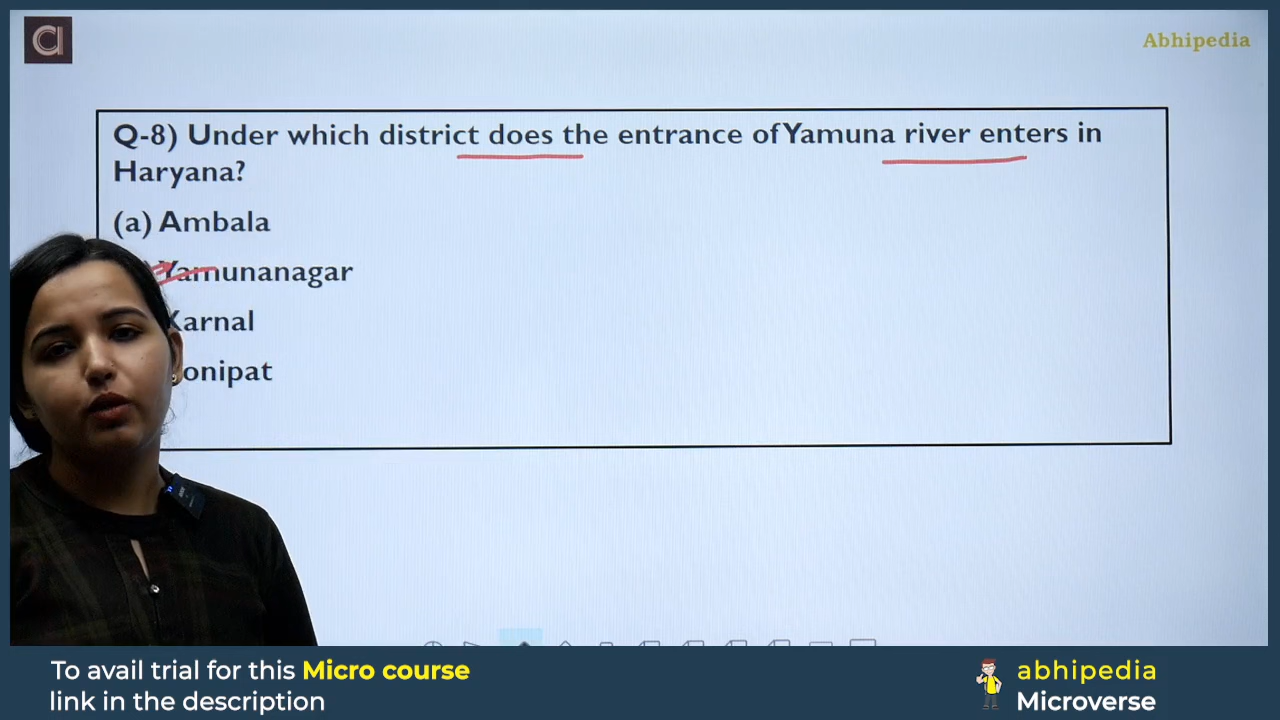 Abhipedia
Q-8) Under which district does the entrance of Yamuna river enters in
Haryana?
(a) Ambala
Yamunanagar
Karnal
onipat
To avail trial for this Micro course
link in the description
abhipedia
Microverse